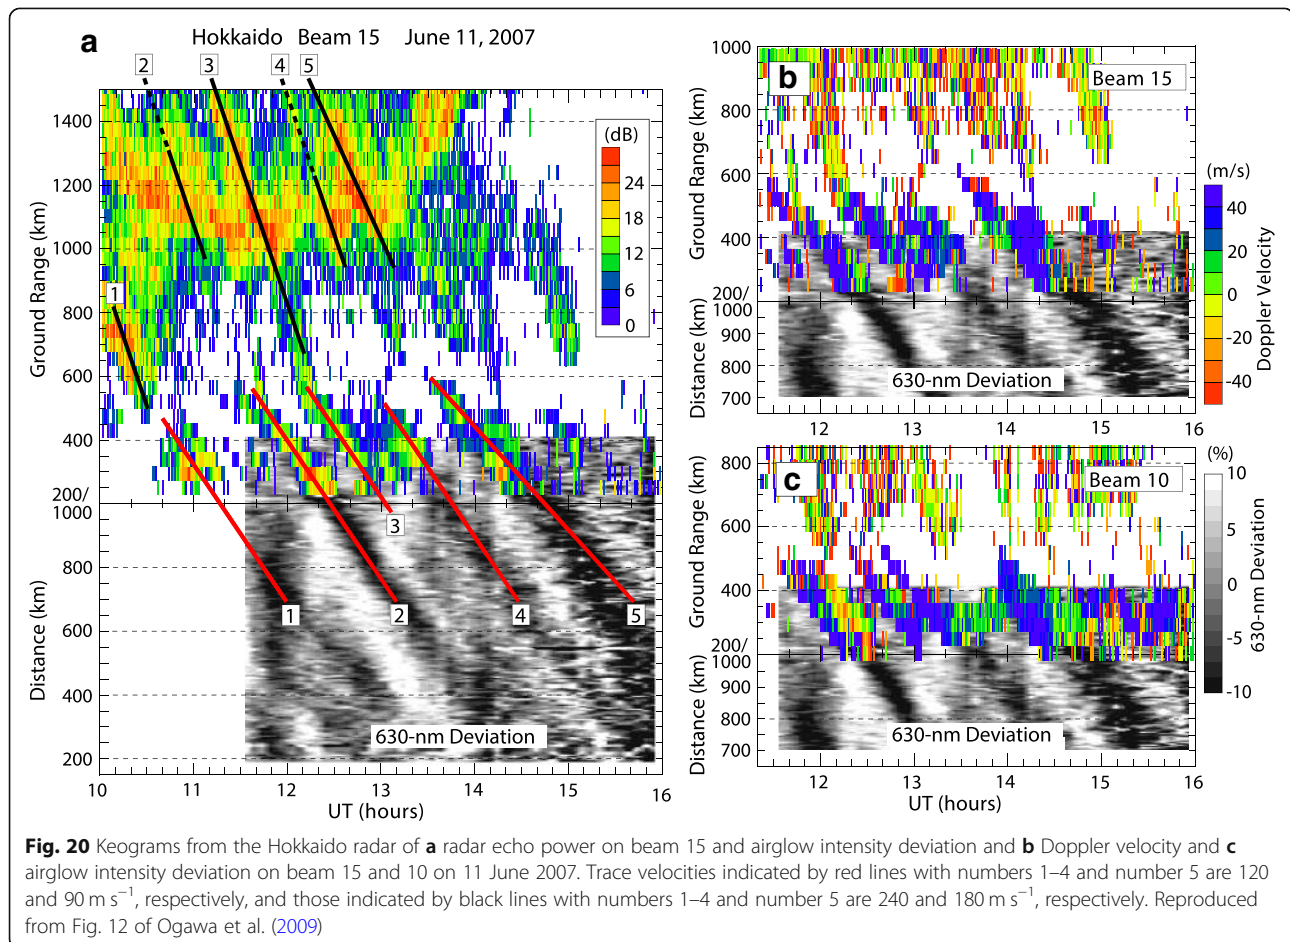 a
Hokkaido Beam 15 June 11, 2007
2
3
4
5
1
1400
1200
1000
800
600
400
200/
1000
800
600
400
200
Ground Range (km)
Distance (km)
(dB)
24
18
12
6
0
3
1
2
4
5
630-nm Deviation
10 11 12 13 14 15 16
UT (hours)
b
Beam 15
1000
800
600
400
200/
1000
900
800
700
Ground Range (km)
Distance (km)
630-nm Deviation
12 13 14 15 16
(m/s)
40
20
0
-20
-40
Doppler Velocity
c
Beam 10
800
600
400
200/
1000
900
800
700
Ground Range (km)
Distance (km)
630-nm Deviation
12 13 14 15 16
UT (hours)
(%)
10
5
0
-5
-10
630-nm Deviation
Fig. 20 Keograms from the Hokkaido radar of a radar echo power on beam 15 and airglow intensity deviation and b Doppler velocity and c
airglow intensity deviation on beam 15 and 10 on 11 June 2007. Trace velocities indicated by red lines with numbers 1–4 and number 5 are 120
and 90 m s⁻¹, respectively, and those indicated by black lines with numbers 1–4 and number 5 are 240 and 180 m s⁻¹, respectively. Reproduced
from Fig. 12 of Ogawa et al. (2009)